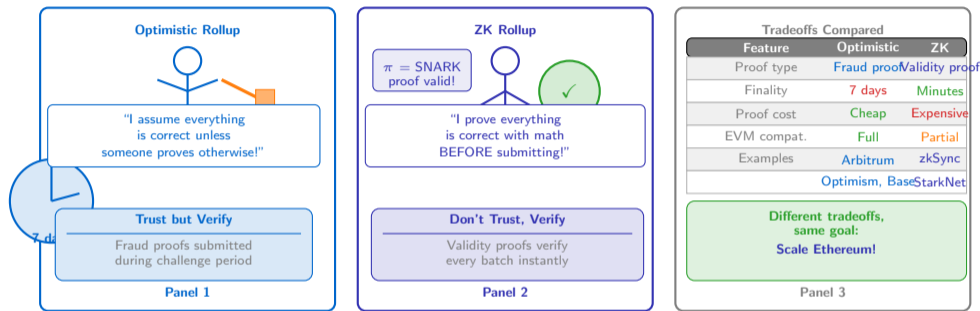 Optimistic Rollup
"I assume everything
is correct unless
someone proves otherwise!"
7 da
Trust but Verify
Fraud proofs submitted
during challenge period
Panel 1
ZK Rollup
π = SNARK
proof valid!
✓
"I prove everything
is correct with math
BEFORE submitting!"
Don't Trust, Verify
Validity proofs verify
every batch instantly
Panel 2
Tradeoffs Compared
Feature Optimistic ZK
Proof type Fraud proof Validity proof
Finality 7 days Minutes
Proof cost Cheap Expensive
EVM compat. Full Partial
Examples Arbitrum zkSync
Optimism, Base StarkNet
Different tradeoffs,
same goal:
Scale Ethereum!
Panel 3